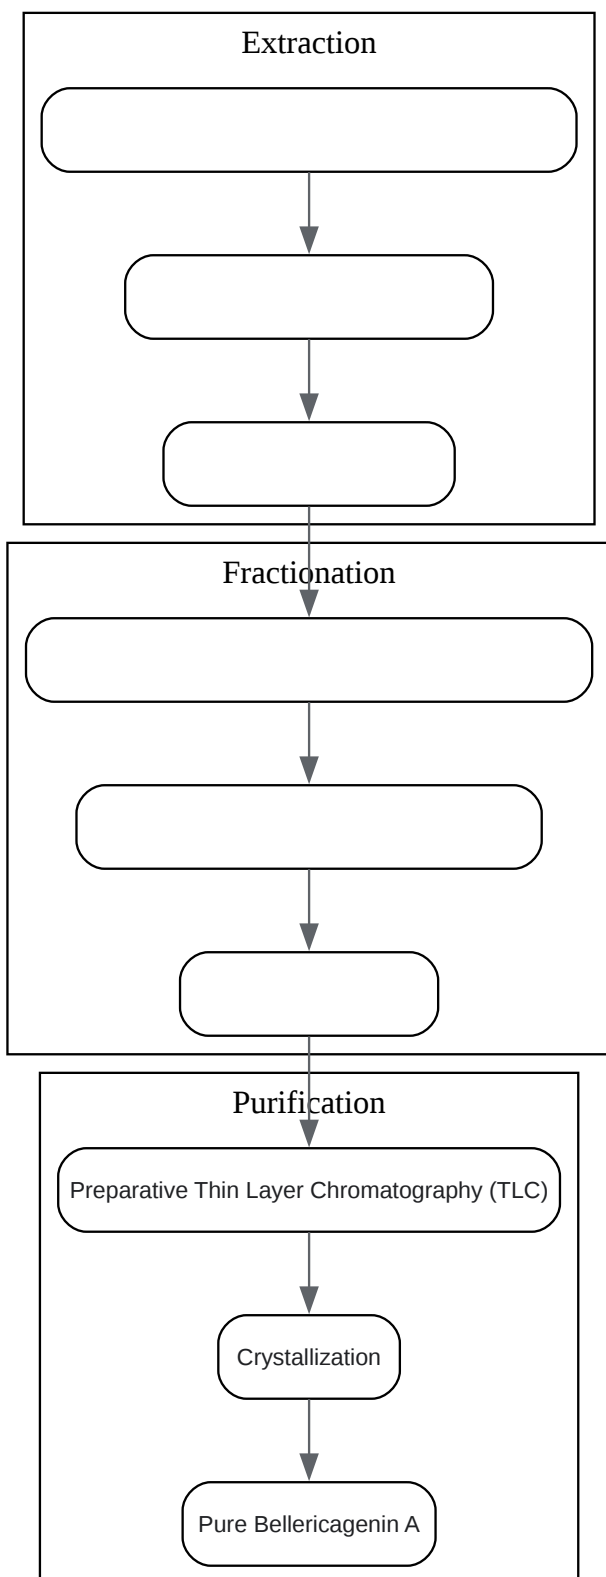 Extraction
Fractionation
Purification
Preparative Thin Layer Chromatography (TLC)
Crystallization
Pure Bellericagenin A